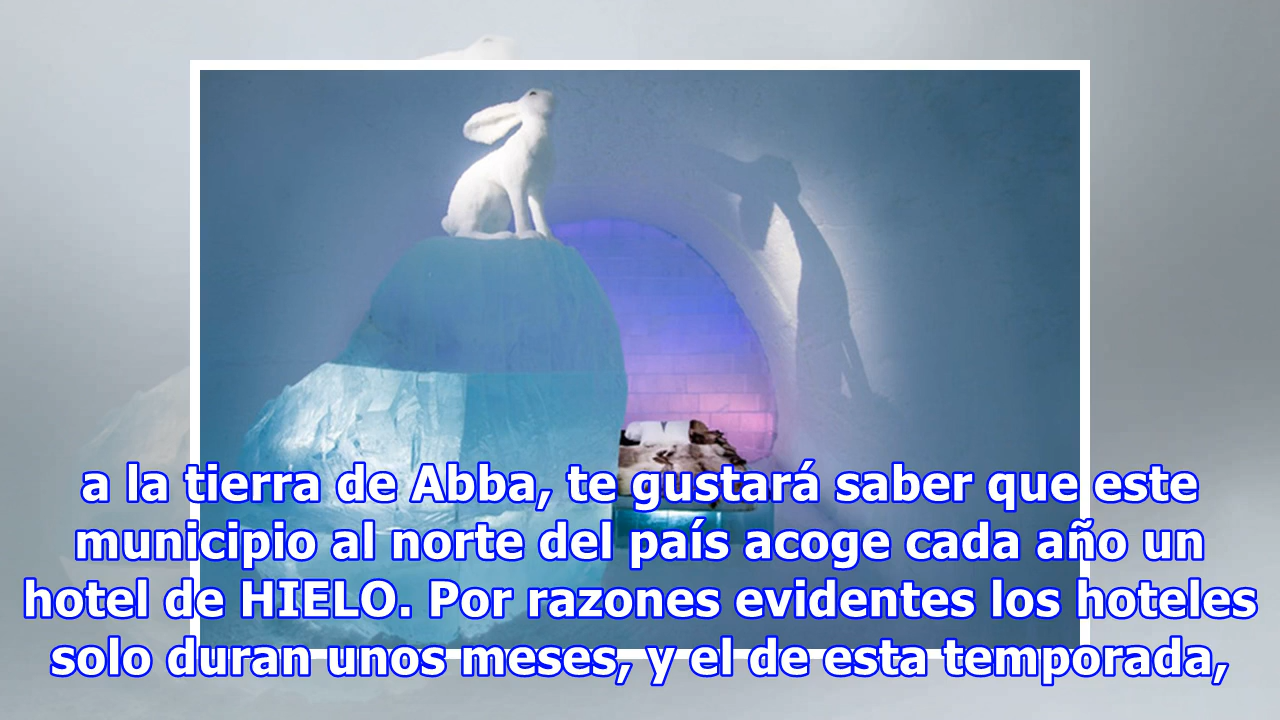 a la tierra de Abba, te gustará saber que este
municipio al norte del país acoge cada año un
hotel de HIELO. Por razones evidentes los hoteles
solo duran unos meses, y el de esta temporada,